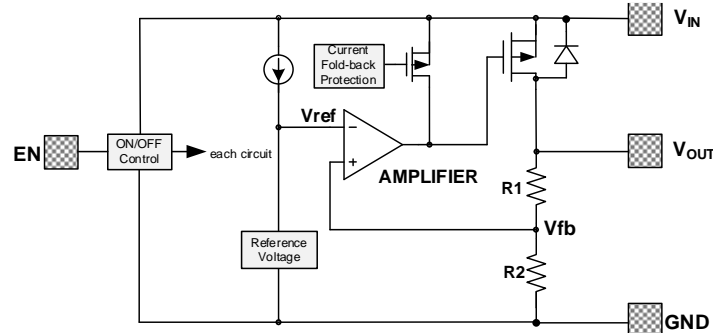 VIN
Current
Fold-back
Protection
Vref
−
+
AMPLIFIER
EN
ON/OFF
Control
each circuit
VOUT
R1
Vfb
Reference
Voltage
R2
GND